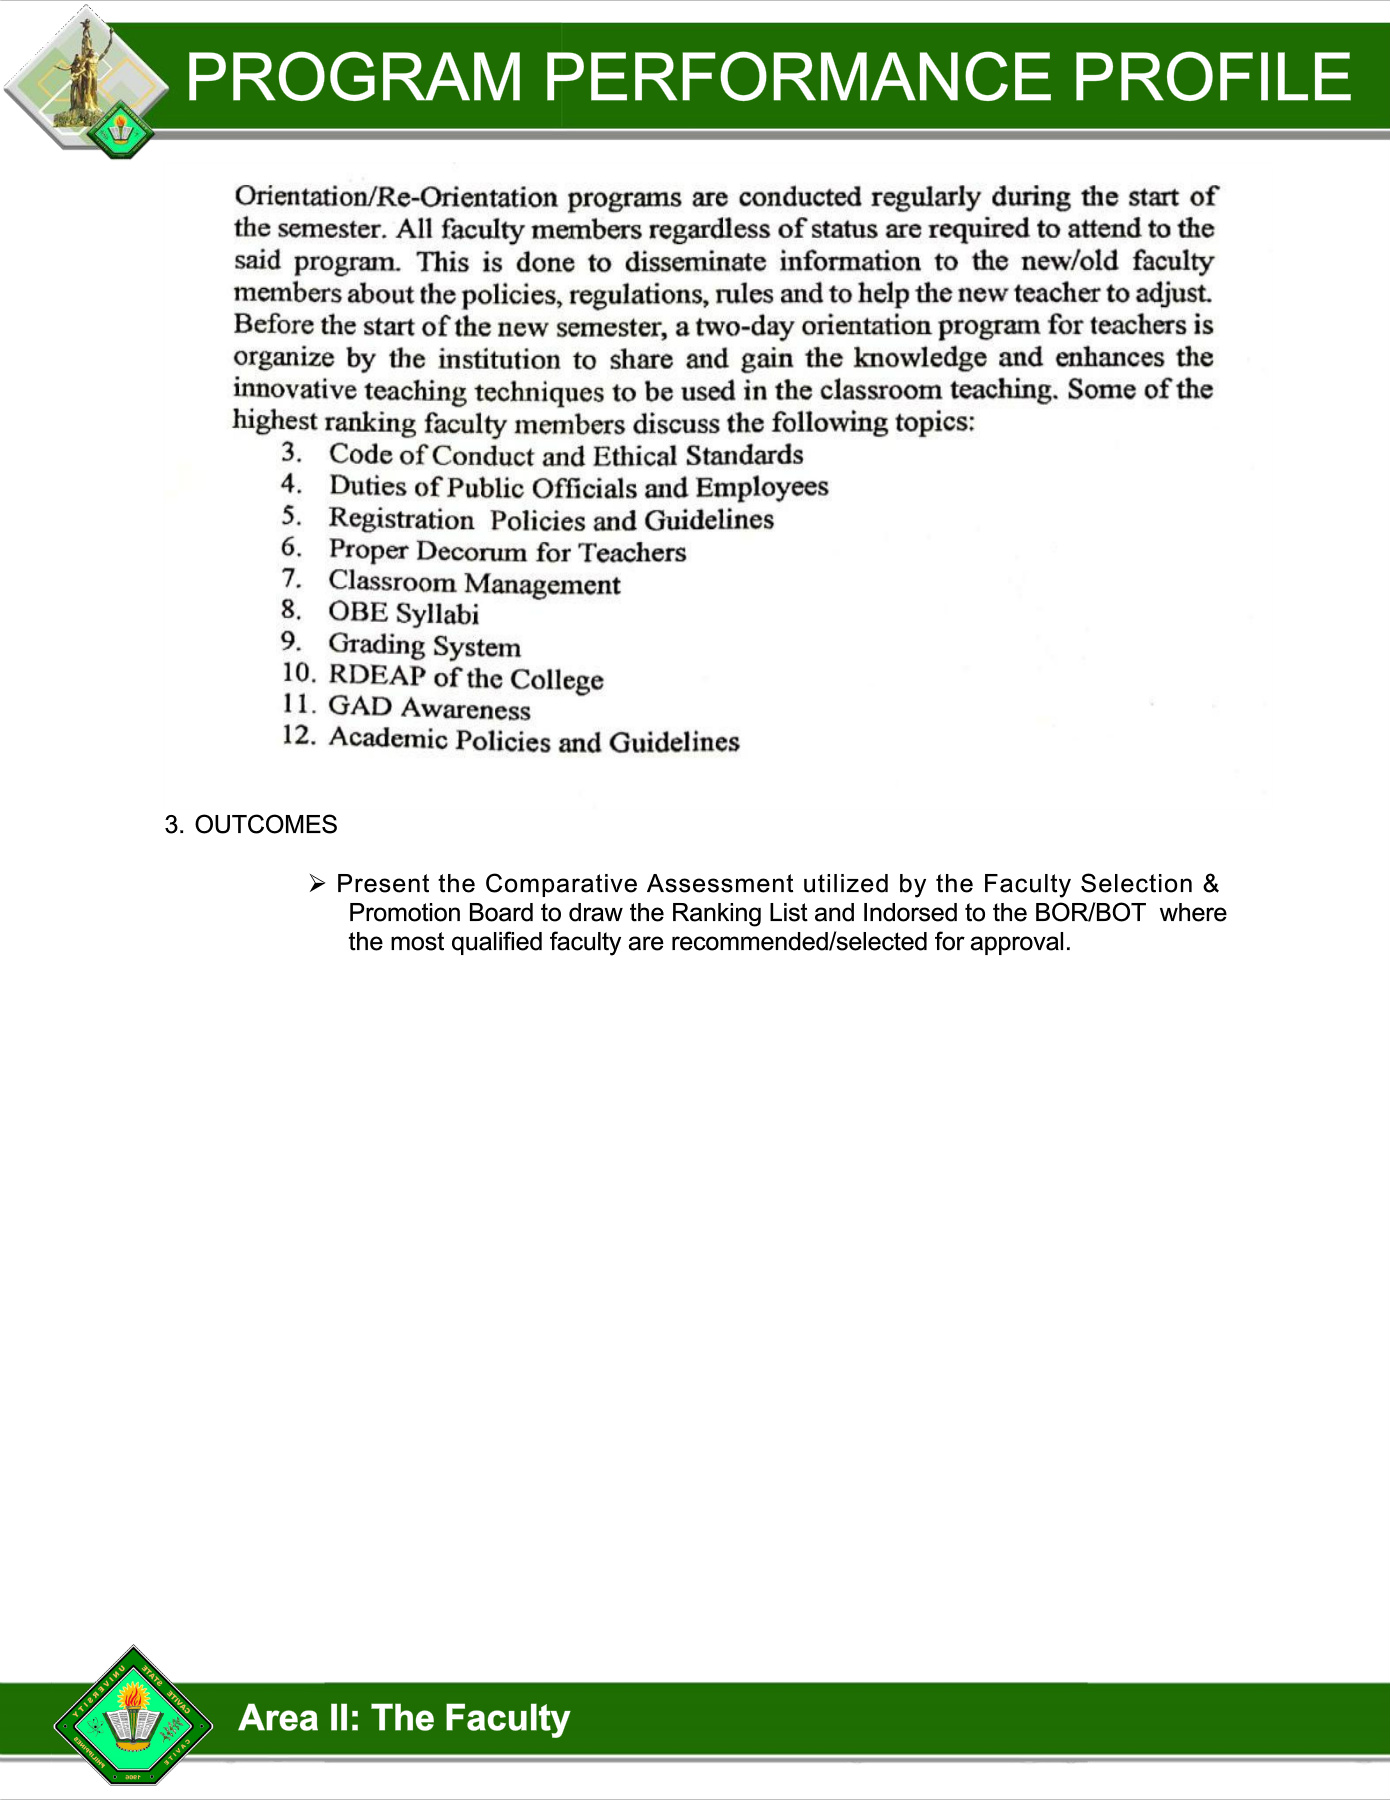 PROGRAM PERFORMANCE PROFILE
Orientation/Re-Orientation programs are conducted regularly during the start of
the semester. All faculty members regardless of status are required to attend to the
said program. This is done to disseminate information to the new/old faculty
members about the policies, regulations, rules and to help the new teacher to adjust.
Before the start of the new semester, a two-day orientation program for teachers is
organize by the institution to share and gain the knowledge and enhances the
innovative teaching techniques to be used in the classroom teaching. Some of the
highest ranking faculty members discuss the following topics:
3. Code of Conduct and Ethical Standards
4. Duties of Public Officials and Employees
5. Registration Policies and Guidelines
6. Proper Decorum for Teachers
7. Classroom Management
8. OBE Syllabi
9. Grading System
10. RDEAP of the College
11. GAD Awareness
12. Academic Policies and Guidelines
3. OUTCOMES
➢ Present the Comparative Assessment utilized by the Faculty Selection &
Promotion Board to draw the Ranking List and Indorsed to the BOR/BOT where
the most qualified faculty are recommended/selected for approval.
CAVITE STATE UNIVERSITY
CAVITE
PHILIPPINES
1906
Area II: The Faculty